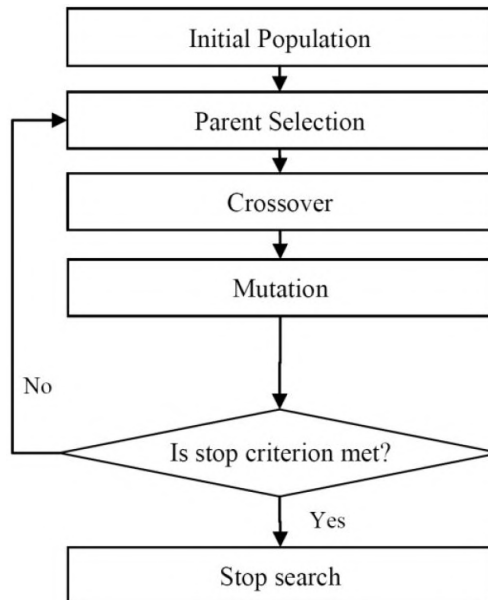 Initial Population
Parent Selection
Crossover
Mutation
No
Is stop criterion met?
Yes
Stop search